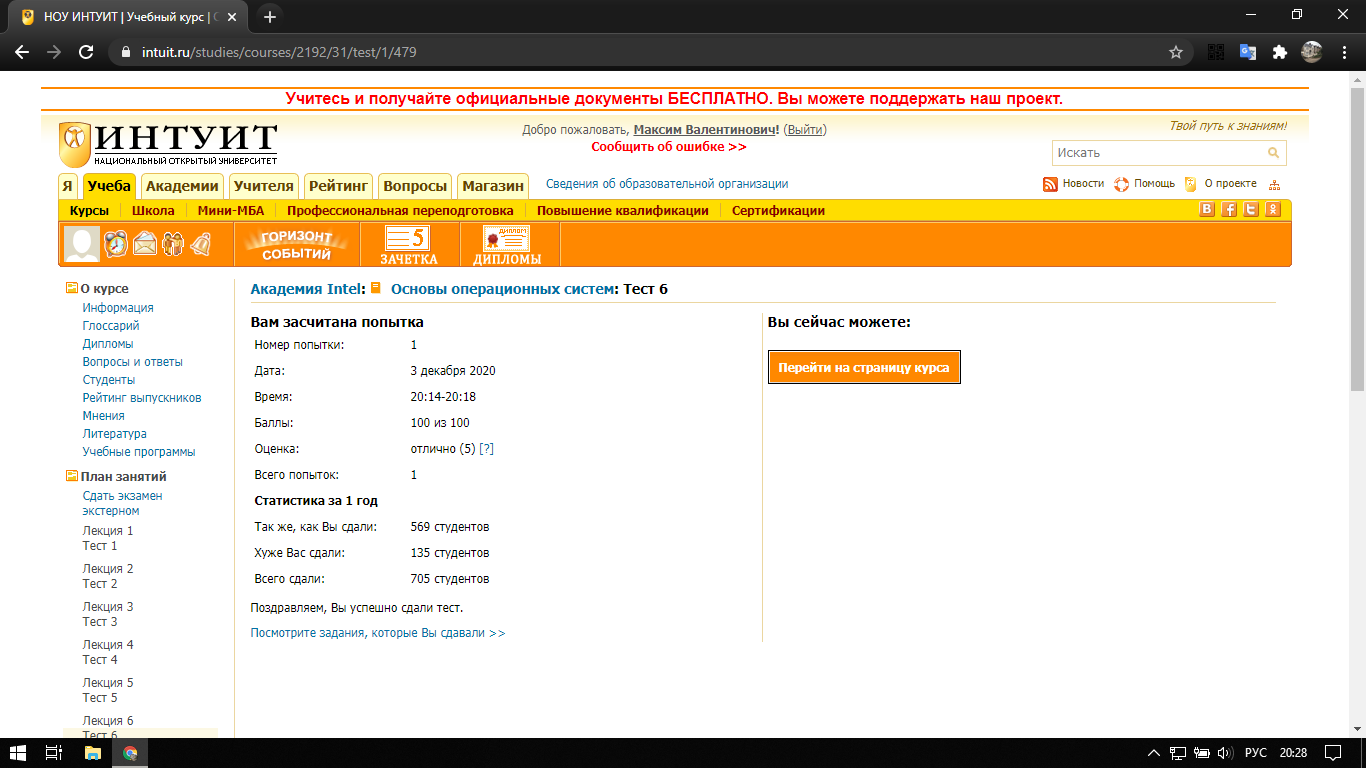 НОУ ИНТУИТ | Учебный курс |
intuit.ru/studies/courses/2192/31/test/1/479
Учитесь и получайте официальные документы БЕСПЛАТНО. Вы можете поддержать наш проект.
ИНТУИТ
НАЦИОНАЛЬНЫЙ ОТКРЫТЫЙ УНИВЕРСИТЕТ
Добро пожаловать, Максим Валентинович! (Выйти)
Сообщить об ошибке >>
Твой путь к знаниям!
Искать
Я Учеба Академии Учителя Рейтинг Вопросы Магазин Сведения об образовательной организации Новости Помощь О проекте
Курсы Школа Мини-МБА Профессиональная переподготовка Повышение квалификации Сертификации
ГОРИЗОНТ СОБЫТИЙ
5 ЗАЧЕТКА
ДИПЛОМ ДИПЛОМЫ
О курсе
Информация
Глоссарий
Дипломы
Вопросы и ответы
Студенты
Рейтинг выпускников
Мнения
Литература
Учебные программы
План занятий
Сдать экзамен
экстерном
Лекция 1
Тест 1
Лекция 2
Тест 2
Лекция 3
Тест 3
Лекция 4
Тест 4
Лекция 5
Тест 5
Лекция 6
Тест 6
Академия Intel: Основы операционных систем: Тест 6
Вам засчитана попытка
Номер попытки: 1
Дата: 3 декабря 2020
Время: 20:14-20:18
Баллы: 100 из 100
Оценка: отлично (5) [?]
Всего попыток: 1
Статистика за 1 год
Так же, как Вы сдали: 569 студентов
Хуже Вас сдали: 135 студентов
Всего сдали: 705 студентов
Поздравляем, Вы успешно сдали тест.
Посмотрите задания, которые Вы сдавали >>
Вы сейчас можете:
Перейти на страницу курса
РУС 20:28